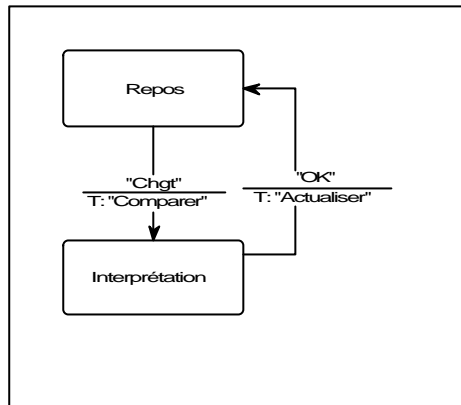 Repos
"Chgt"
T: "Comparer"
"OK"
T: "Actualiser"
Interprétation